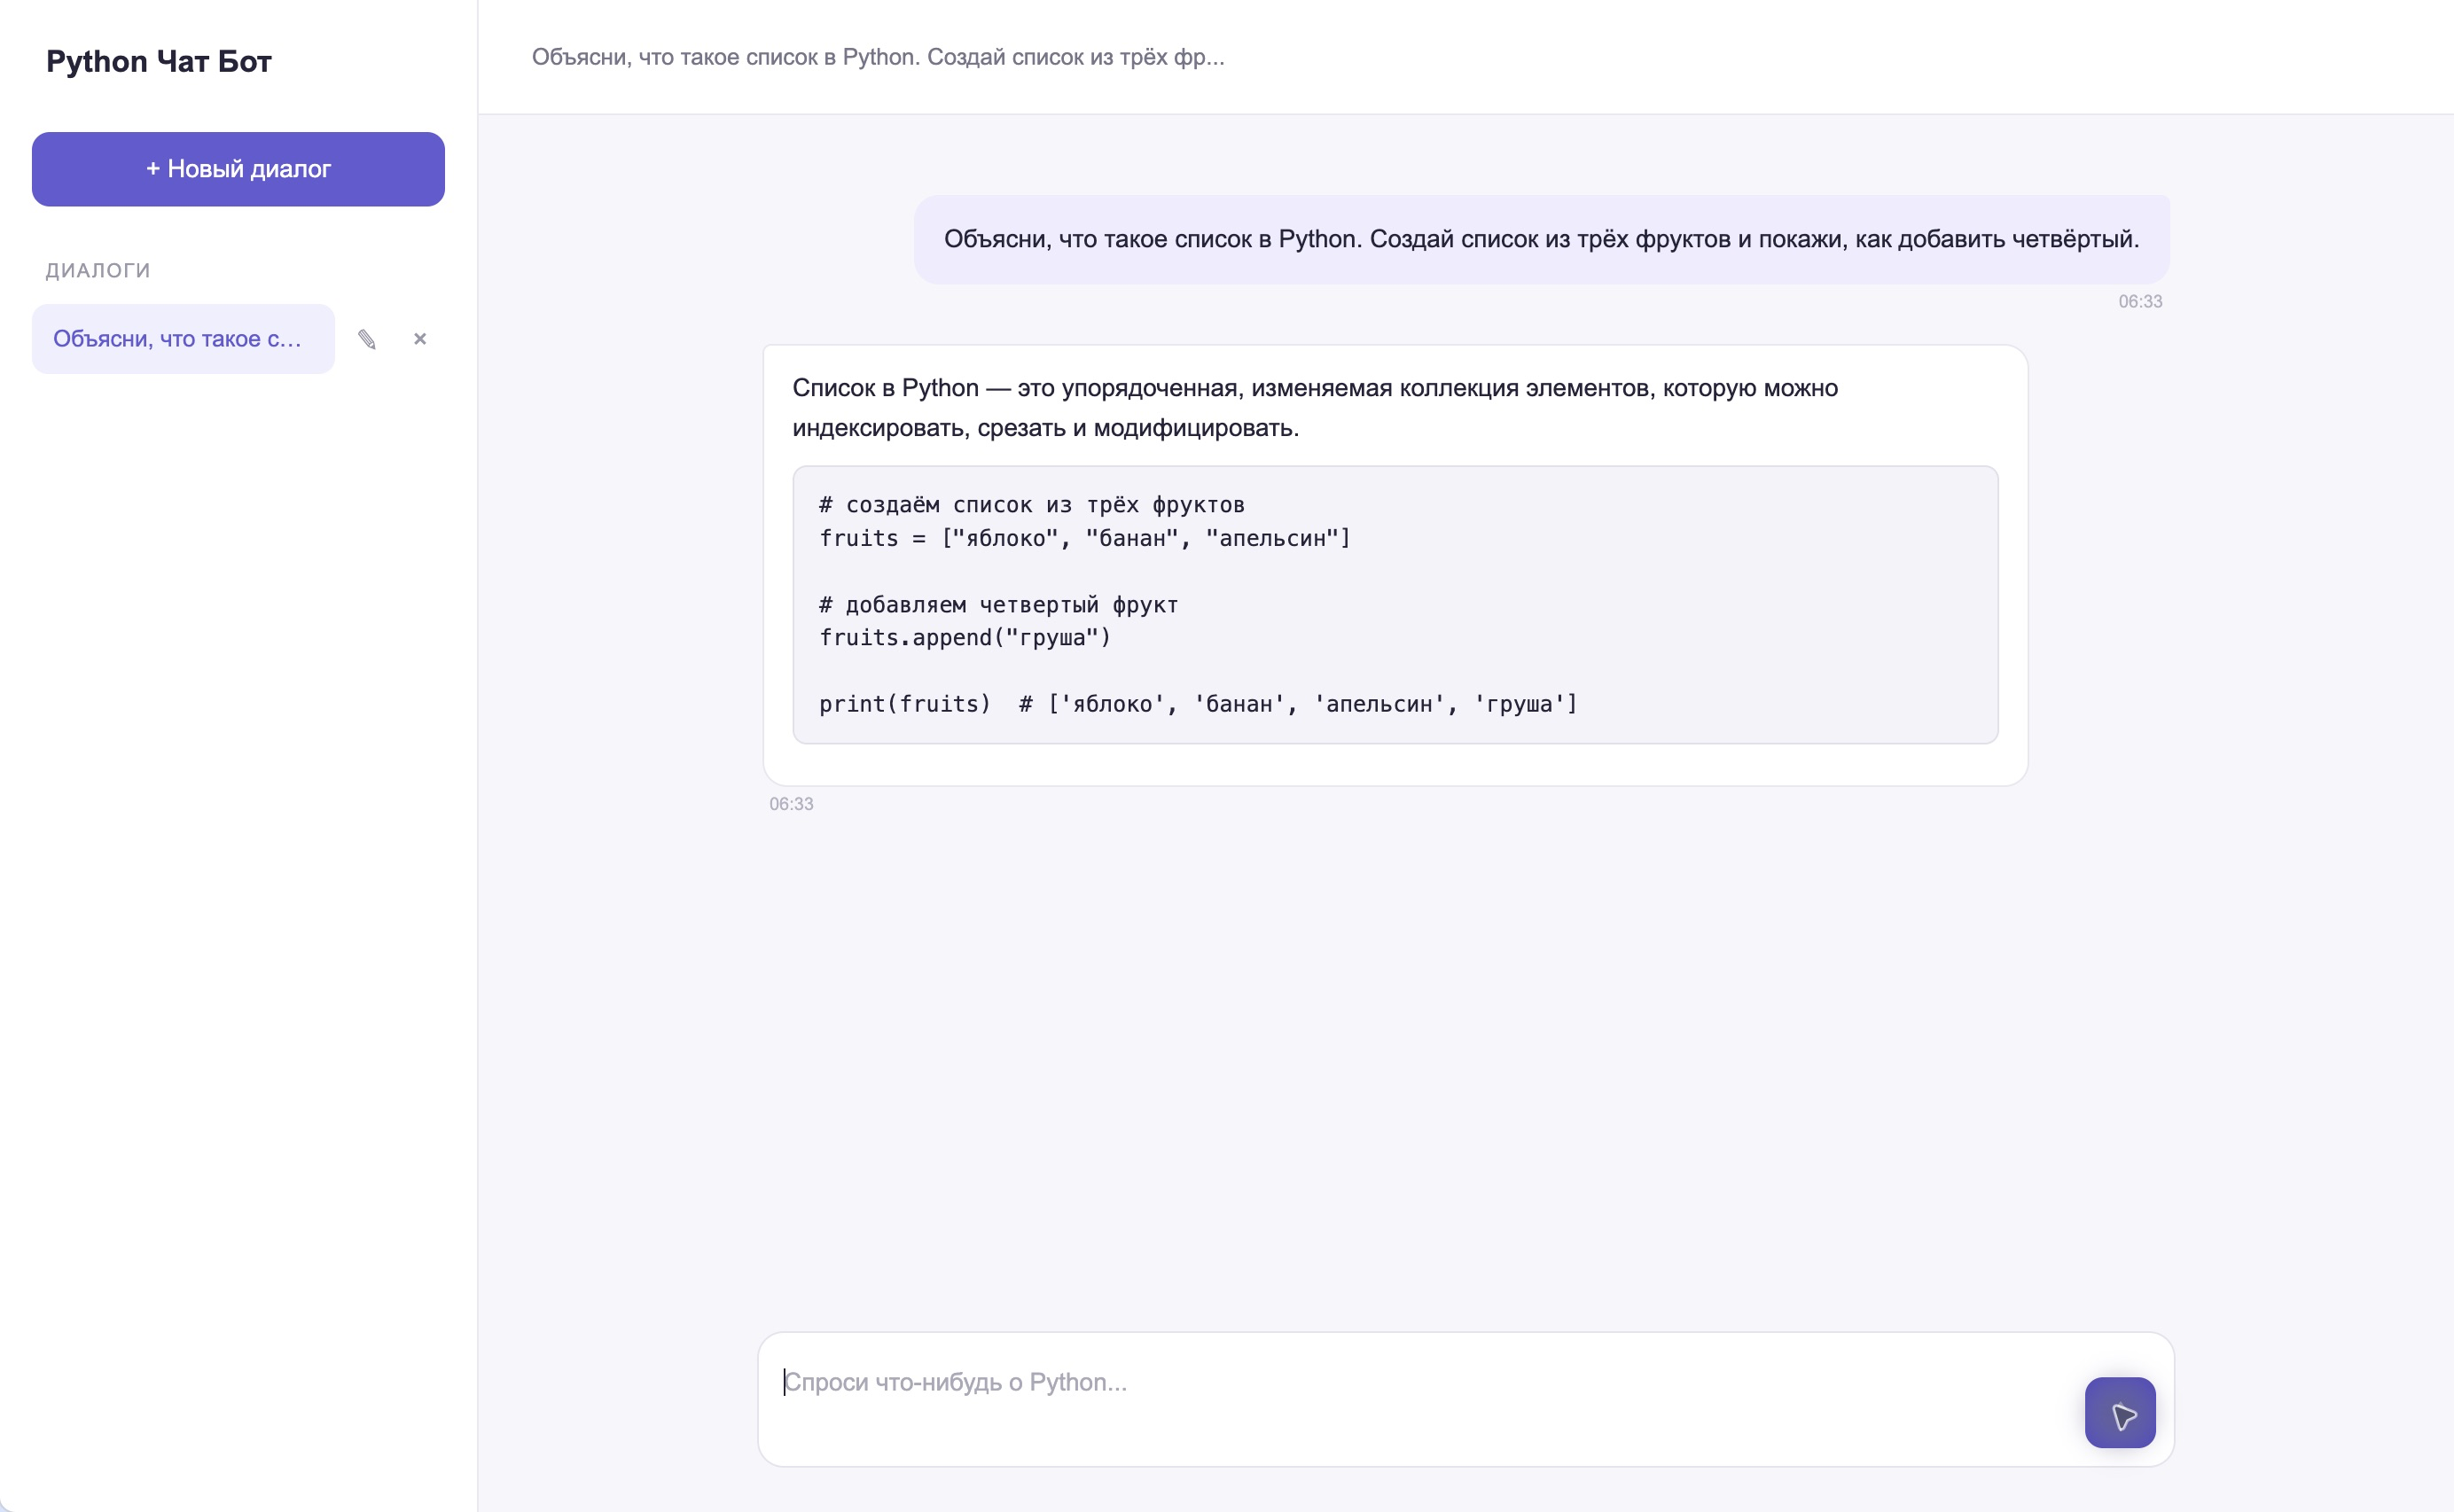 Python Чат Бот
+ Новый диалог
ДИАЛОГИ
Объясни, что такое с...
Объясни, что такое список в Python. Создай список из трёх фр...
Объясни, что такое список в Python. Создай список из трёх фруктов и покажи, как добавить четвёртый.
06:33
Список в Python — это упорядоченная, изменяемая коллекция элементов, которую можно
индексировать, срезать и модифицировать.
# создаём список из трёх фруктов
fruits = ["яблоко", "банан", "апельсин"]
# добавляем четвертый фрукт
fruits.append("груша")
print(fruits)  # ['яблоко', 'банан', 'апельсин', 'груша']
06:33
Спроси что-нибудь о Python...